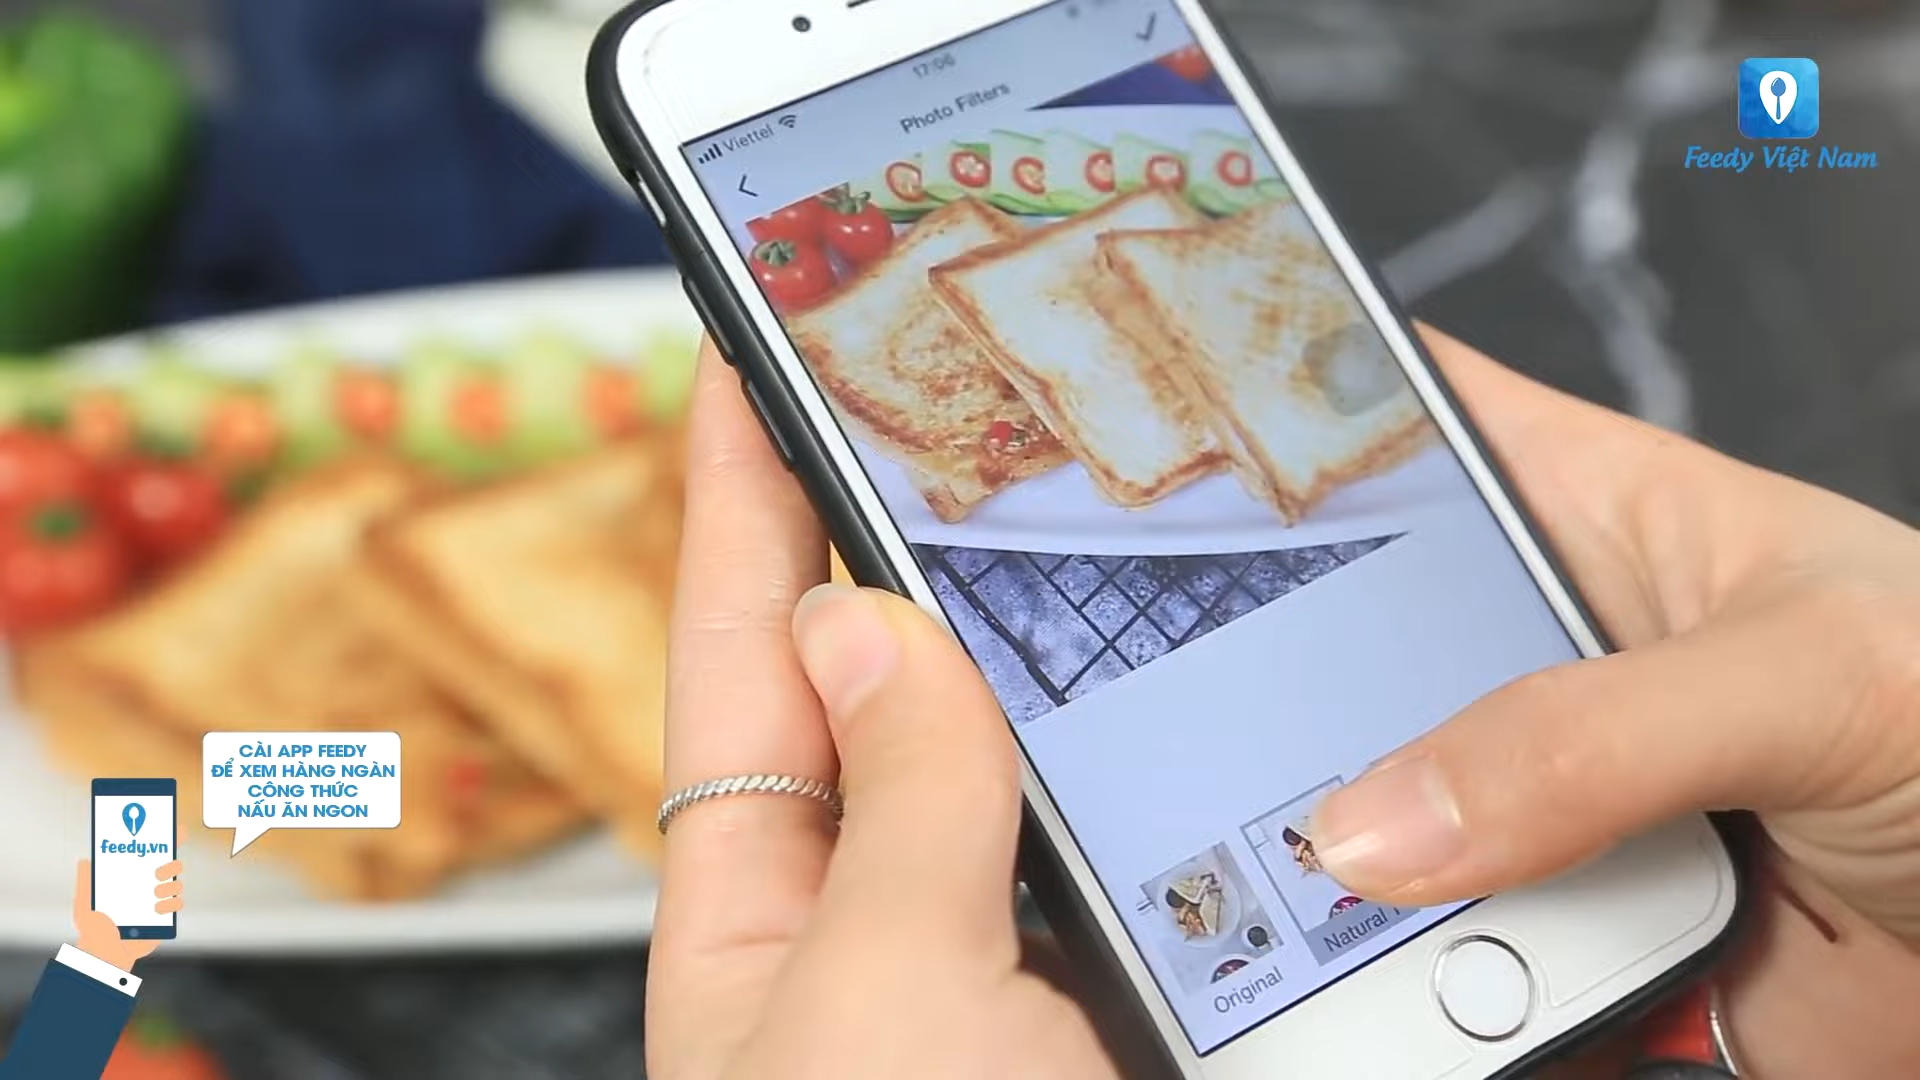 17:06
Viettel
Photo Filters
Feedy Việt Nam
CÀI APP FEEDY
ĐỂ XEM HÀNG NGÀN
CÔNG THỨC
NẤU ĂN NGON
feedy.vn
Natural
Original